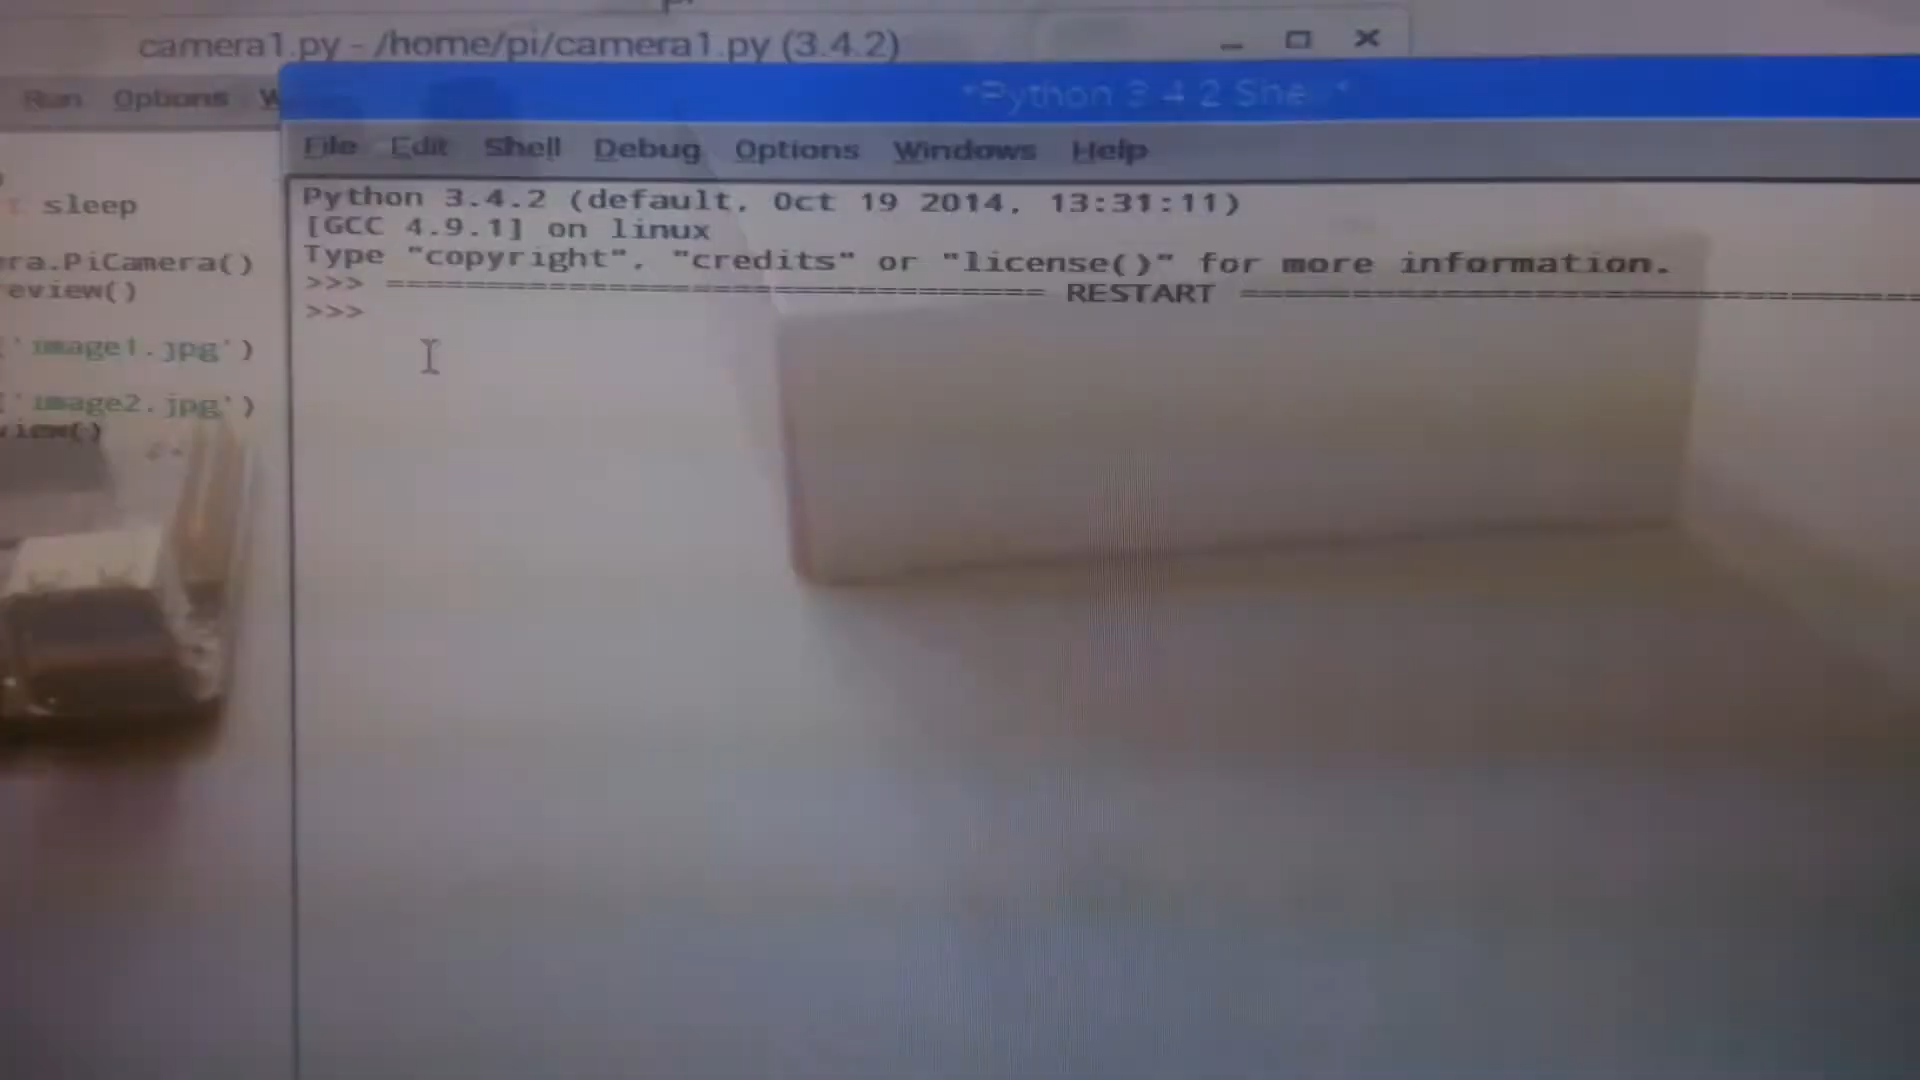 camera1.py - /home/pi/camera1.py (3.4.2)
Run Options W
*Python 3.4.2 Shell*
File Edit Shell Debug Options Windows Help
Python 3.4.2 (default, Oct 19 2014, 13:31:11)
[GCC 4.9.1] on linux
Type "copyright", "credits" or "license()" for more information.
>>> ================================ RESTART ================================
>>>
sleep
era.PiCamera()
eview()
('image1.jpg')
('image2.jpg')
view()